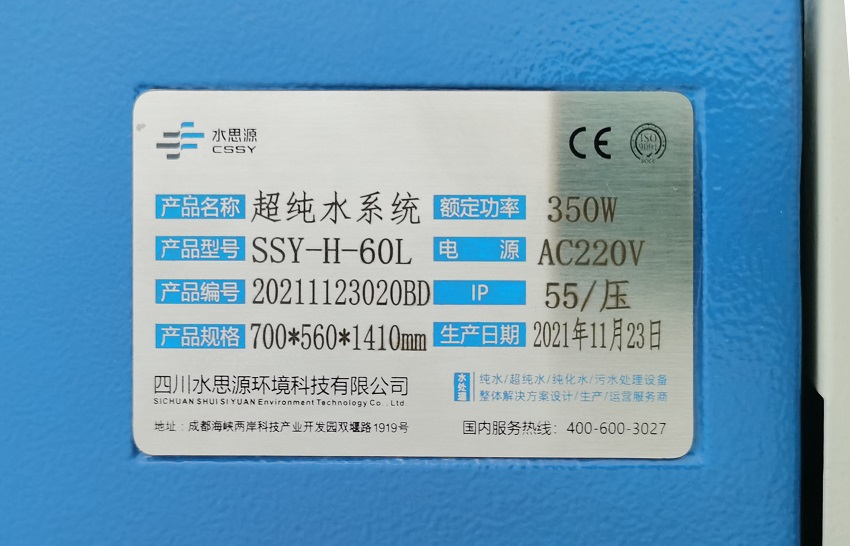 水思源
CSSY
CE
ISO
9001
产品名称 超纯水系统 额定功率 350W
产品型号 SSY-H-60L 电 源 AC220V
产品编号 20211123020BD IP 55/压
产品规格 700*560*1410mm 生产日期 2021年11月23日
四川水思源环境科技有限公司
SICHUAN SHUISIYUAN Environment Technology Co., Ltd.
水处理
纯水/超纯水/纯化水/污水处理设备
整体解决方案设计/生产/运营服务商
地址：成都海峡两岸科技产业开发园双堰路1919号
国内服务热线：400-600-3027